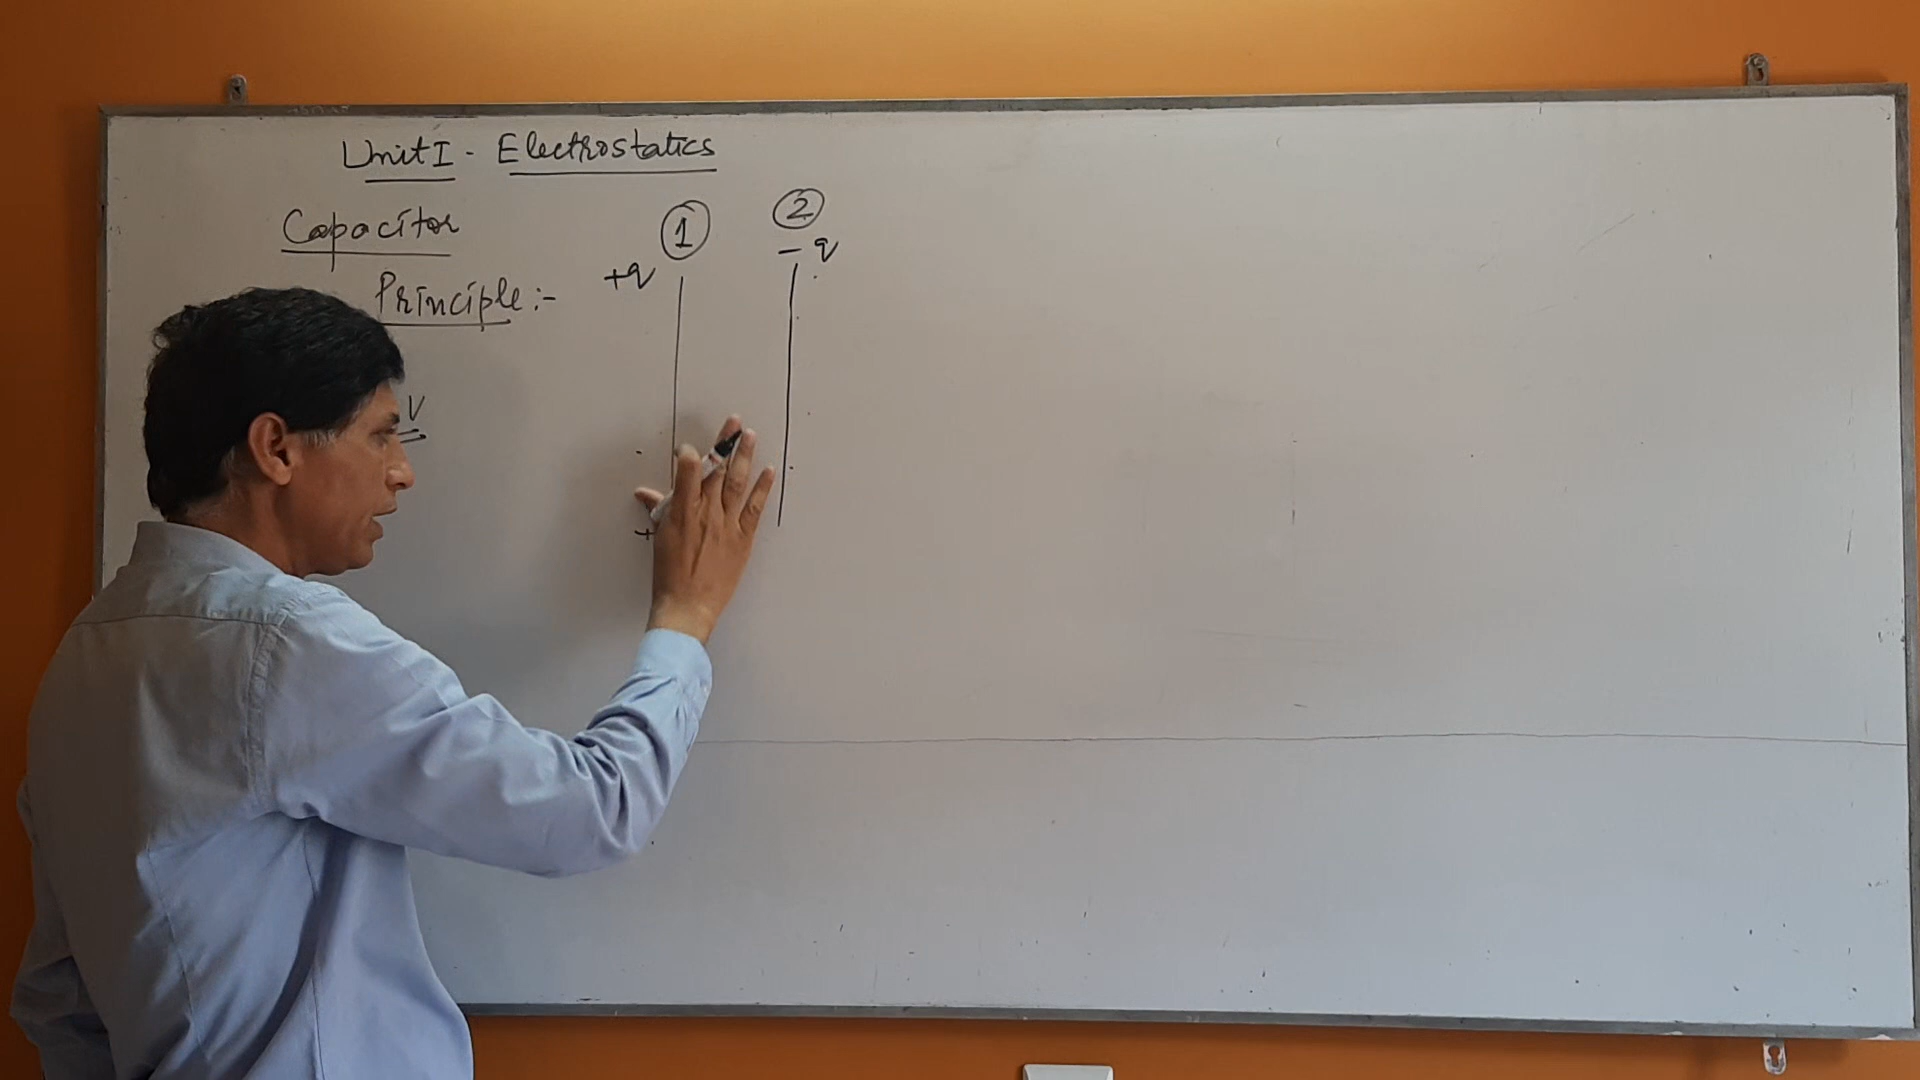 Unit I - Electrostatics
Capacitor
Principle :-
1
2
+q
- q
V
+